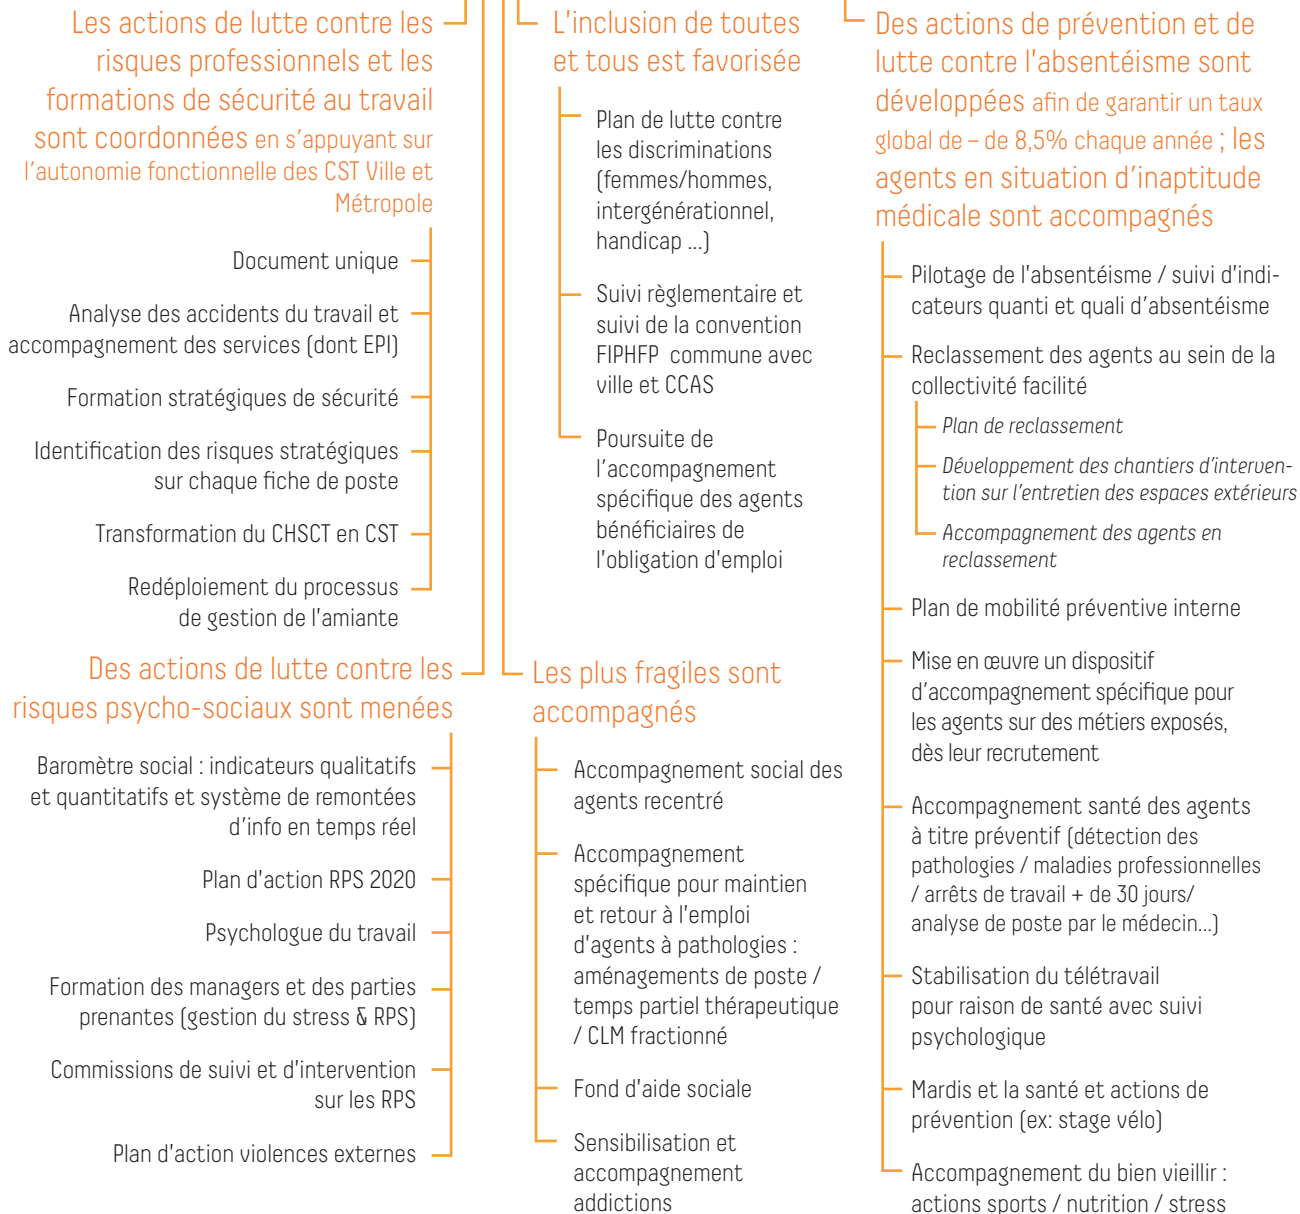 Les actions de lutte contre les
risques professionnels et les
formations de sécurité au travail
sont coordonnées en s'appuyant sur
l'autonomie fonctionnelle des CST Ville et
Métropole
Document unique
Analyse des accidents du travail et
accompagnement des services (dont EPI)
Formation stratégiques de sécurité
Identification des risques stratégiques
sur chaque fiche de poste
Transformation du CHSCT en CST
Redéploiement du processus
de gestion de l'amiante
Des actions de lutte contre les
risques psycho-sociaux sont menées
Baromètre social : indicateurs qualitatifs
et quantitatifs et système de remontées
d'info en temps réel
Plan d'action RPS 2020
Psychologue du travail
Formation des managers et des parties
prenantes (gestion du stress & RPS)
Commissions de suivi et d'intervention
sur les RPS
Plan d'action violences externes
L'inclusion de toutes
et tous est favorisée
Plan de lutte contre
les discriminations
(femmes/hommes,
intergénérationnel,
handicap ...)
Suivi règlementaire et
suivi de la convention
FIPHFP commune avec
ville et CCAS
Poursuite de
l'accompagnement
spécifique des agents
bénéficiaires de
l'obligation d'emploi
Les plus fragiles sont
accompagnés
Accompagnement social des
agents recentré
Accompagnement
spécifique pour maintien
et retour à l'emploi
d'agents à pathologies :
aménagements de poste /
temps partiel thérapeutique
/ CLM fractionné
Fond d'aide sociale
Sensibilisation et
accompagnement
addictions
Des actions de prévention et de
lutte contre l'absentéisme sont
développées afin de garantir un taux
global de – de 8,5% chaque année ; les
agents en situation d'inaptitude
médicale sont accompagnés
Pilotage de l'absentéisme / suivi d'indi-
cateurs quanti et quali d'absentéisme
Reclassement des agents au sein de la
collectivité facilité
Plan de reclassement
Développement des chantiers d'interven-
tion sur l'entretien des espaces extérieurs
Accompagnement des agents en
reclassement
Plan de mobilité préventive interne
Mise en œuvre un dispositif
d'accompagnement spécifique pour
les agents sur des métiers exposés,
dès leur recrutement
Accompagnement santé des agents
à titre préventif (détection des
pathologies / maladies professionnelles
/ arrêts de travail + de 30 jours/
analyse de poste par le médecin...)
Stabilisation du télétravail
pour raison de santé avec suivi
psychologique
Mardis et la santé et actions de
prévention (ex: stage vélo)
Accompagnement du bien vieillir :
actions sports / nutrition / stress